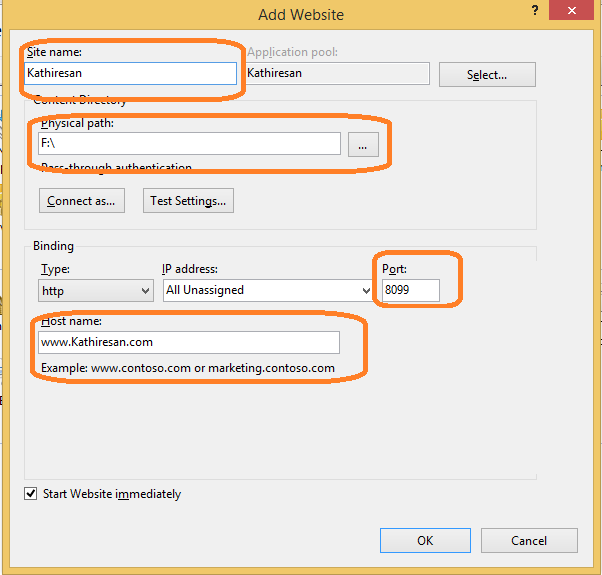 Add Website
? ×
Site name:
Application pool:
Kathiresan
Kathiresan
Select...
Content Directory
Physical path:
F:\
...
Pass-through authentication
Connect as...
Test Settings...
Binding
Type:
IP address:
Port:
http
All Unassigned
8099
Host name:
www.Kathiresan.com
Example: www.contoso.com or marketing.contoso.com
Start Website immediately
OK
Cancel